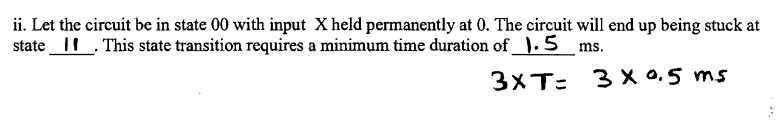 ii. Let the circuit be in state 00 with input X held permanently at 0. The circuit will end up being stuck at
state 11 . This state transition requires a minimum time duration of 1.5 ms.
3XT= 3 X 0.5 ms